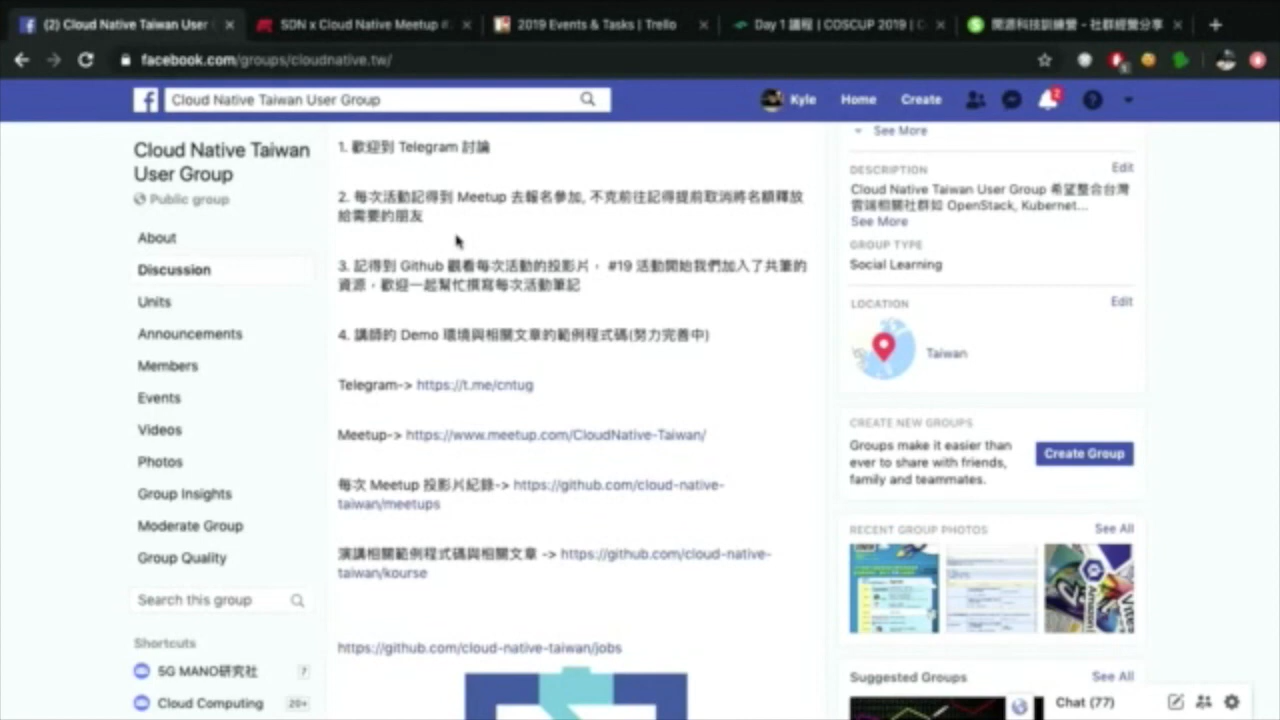 (2) Cloud Native Taiwan User
SDN x Cloud Native Meetup #
2019 Events & Tasks | Trello
Day 1 議程 | COSCUP 2019 |
開源科技訓練營 - 社群經營分享
facebook.com/groups/cloudnative.tw/
Cloud Native Taiwan User Group
Kyle
Home
Create
2
Cloud Native Taiwan
User Group
Public group
About
Discussion
Units
Announcements
Members
Events
Videos
Photos
Group Insights
Moderate Group
Group Quality
Search this group
Shortcuts
5G MANO研究社
7
Cloud Computing
20+
1. 歡迎到 Telegram 討論
2. 每次活動記得到 Meetup 去報名參加, 不克前往記得提前取消將名額釋放
給需要的朋友
3. 記得到 Github 觀看每次活動的投影片， #19 活動開始我們加入了共筆的
資源，歡迎一起幫忙撰寫每次活動筆記
4. 講師的 Demo 環境與相關文章的範例程式碼(努力完善中)
Telegram-> https://t.me/cntug
Meetup-> https://www.meetup.com/CloudNative-Taiwan/
每次 Meetup 投影片紀錄-> https://github.com/cloud-native-
taiwan/meetups
演講相關範例程式碼與相關文章 -> https://github.com/cloud-native-
taiwan/kourse
https://github.com/cloud-native-taiwan/jobs
See More
DESCRIPTION
Edit
Cloud Native Taiwan User Group 希望整合台灣
雲端相關社群如 OpenStack, Kubernet...
See More
GROUP TYPE
Social Learning
LOCATION
Edit
Taiwan
CREATE NEW GROUPS
Groups make it easier than
ever to share with friends,
family and teammates.
Create Group
RECENT GROUP PHOTOS
See All
Suggested Groups
See All
Chat (77)